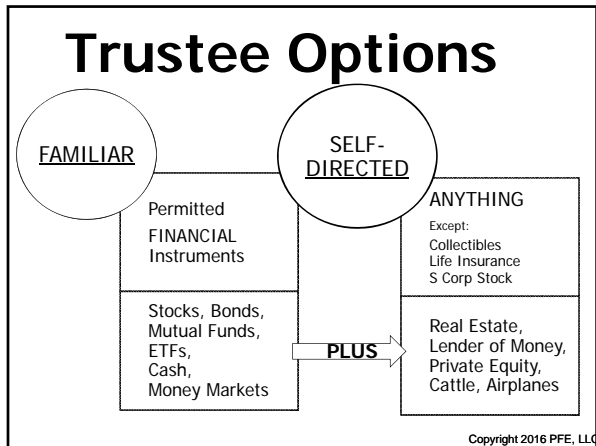 Trustee Options
FAMILIAR
Permitted
FINANCIAL
Instruments
Stocks, Bonds,
Mutual Funds,
ETFs,
Cash,
Money Markets
PLUS
SELF-
DIRECTED
ANYTHING
Except:
Collectibles
Life Insurance
S Corp Stock
Real Estate,
Lender of Money,
Private Equity,
Cattle, Airplanes
Copyright 2016 PFE, LLC